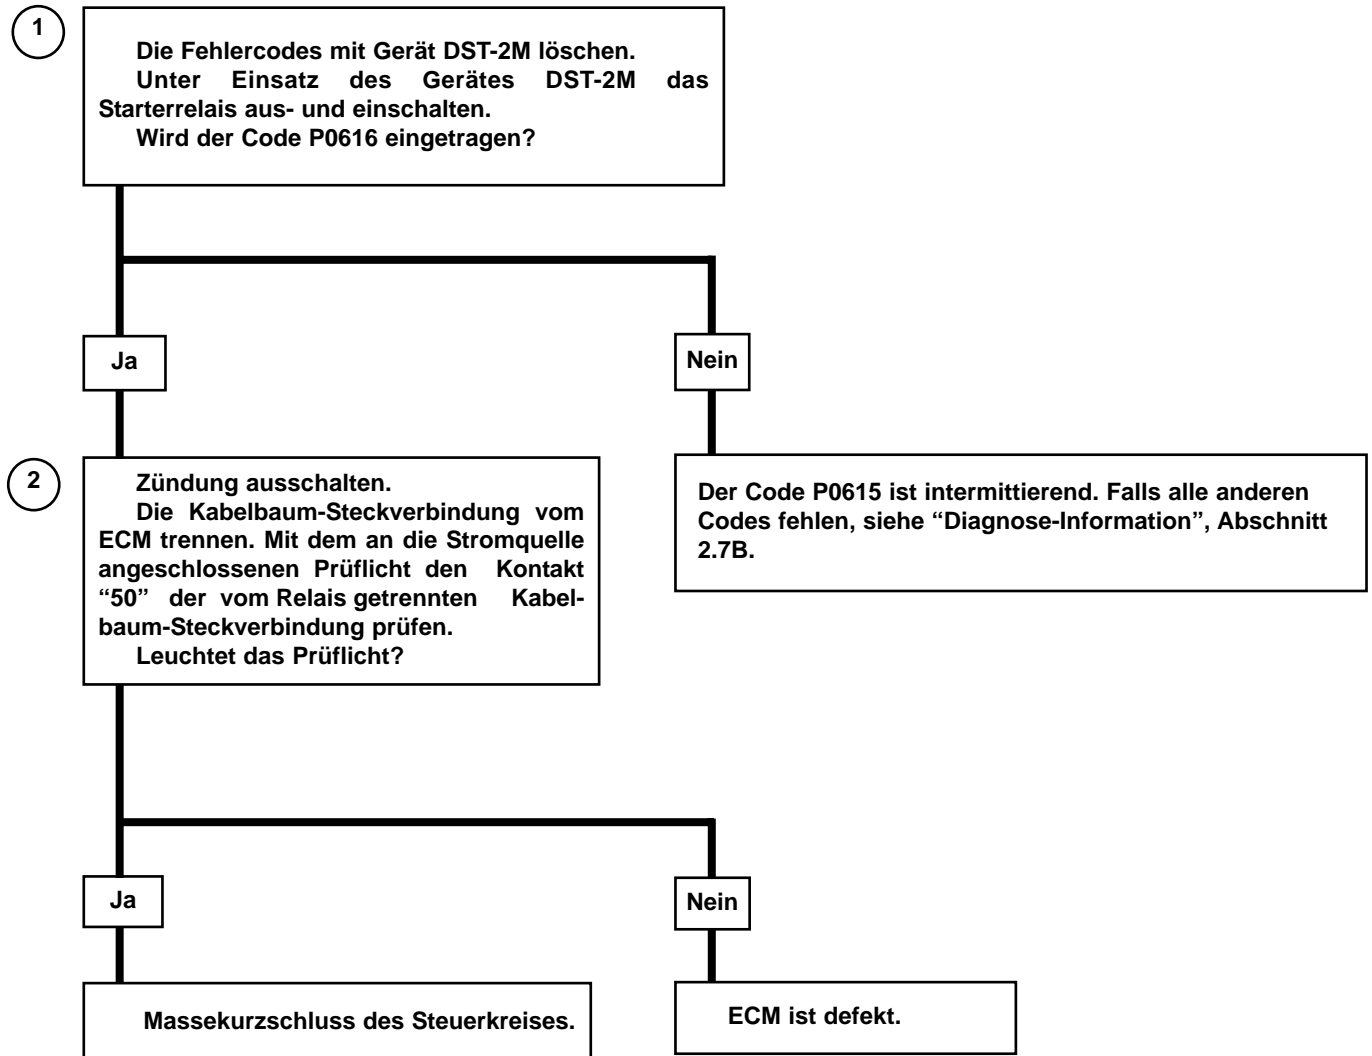 1
Die Fehlercodes mit Gerät DST-2M löschen.
Unter Einsatz des Gerätes DST-2M das
Starterrelais aus- und einschalten.
Wird der Code P0616 eingetragen?
Ja
Nein
2
Zündung ausschalten.
Die Kabelbaum-Steckverbindung vom
ECM trennen. Mit dem an die Stromquelle
angeschlossenen Prüflicht den Kontakt
“50” der vom Relais getrennten Kabel-
baum-Steckverbindung prüfen.
Leuchtet das Prüflicht?
Der Code P0615 ist intermittierend. Falls alle anderen
Codes fehlen, siehe “Diagnose-Information”, Abschnitt
2.7B.
Ja
Nein
Massekurzschluss des Steuerkreises.
ECM ist defekt.